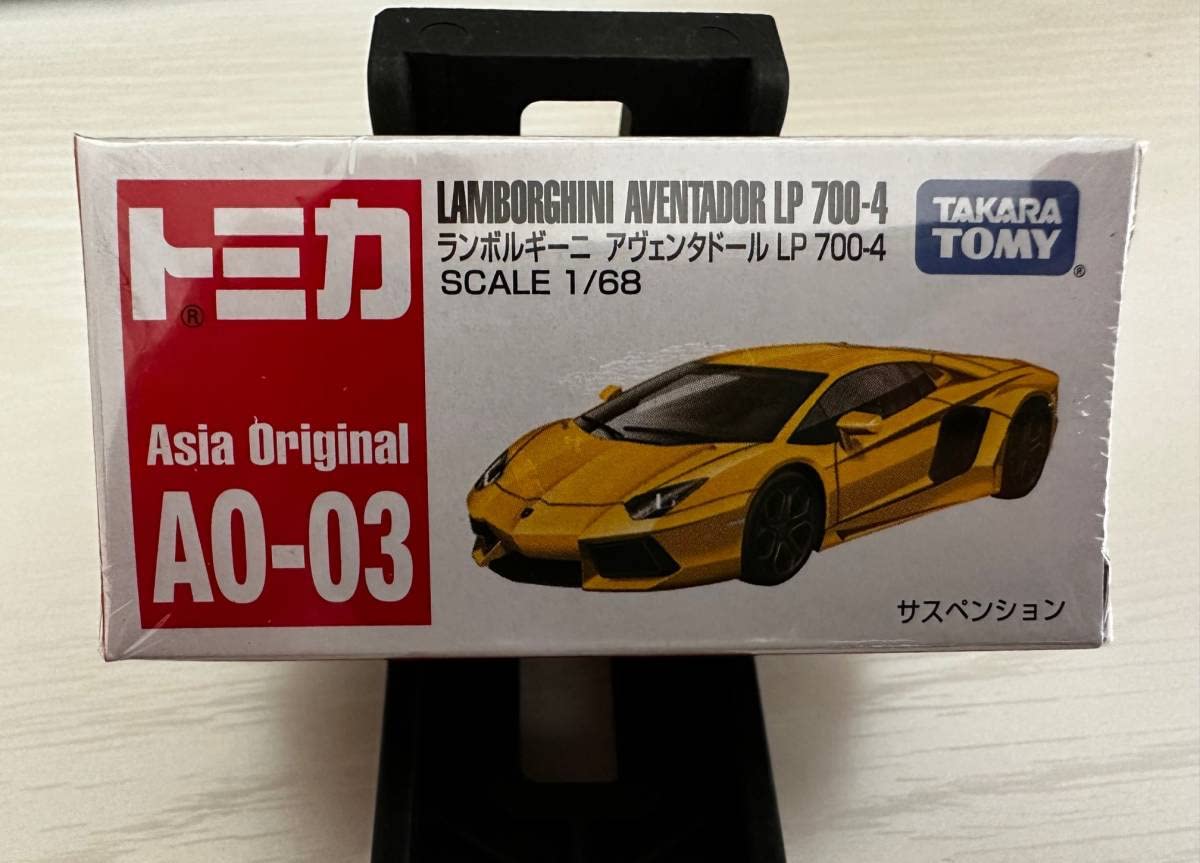 トミカ
®
Asia Original
AO-03
LAMBORGHINI AVENTADOR LP 700-4
ランボルギーニ アヴェンタドール LP 700-4
SCALE 1/68
TAKARA
TOMY
®
サスペンション